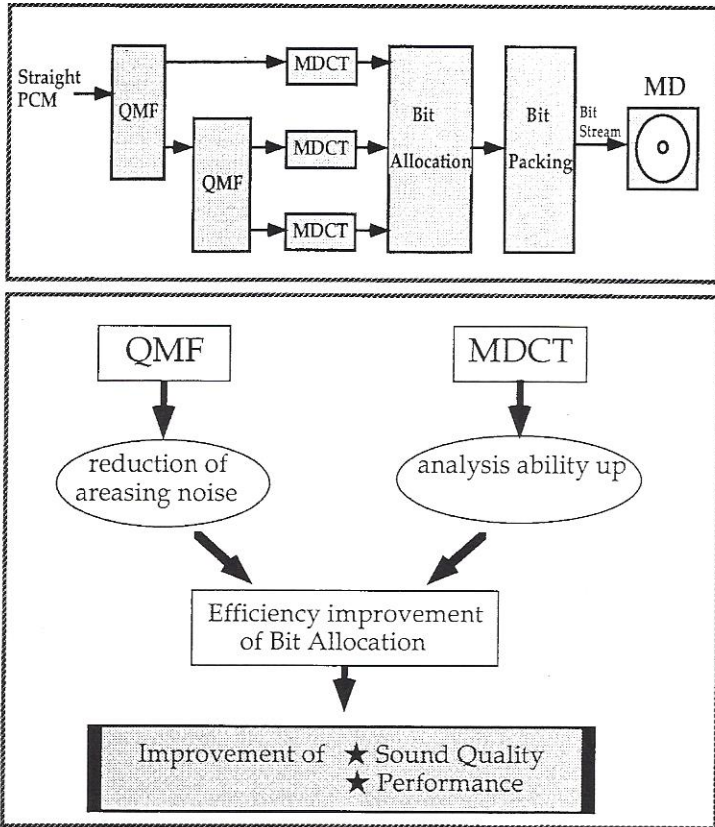 Straight
PCM
QMF
QMF
MDCT
MDCT
MDCT
Bit
Allocation
Bit
Packing
Bit
Stream
MD
QMF
MDCT
reduction of
areasing noise
analysis ability up
Efficiency improvement
of Bit Allocation
Improvement of ★ Sound Quality
★ Performance